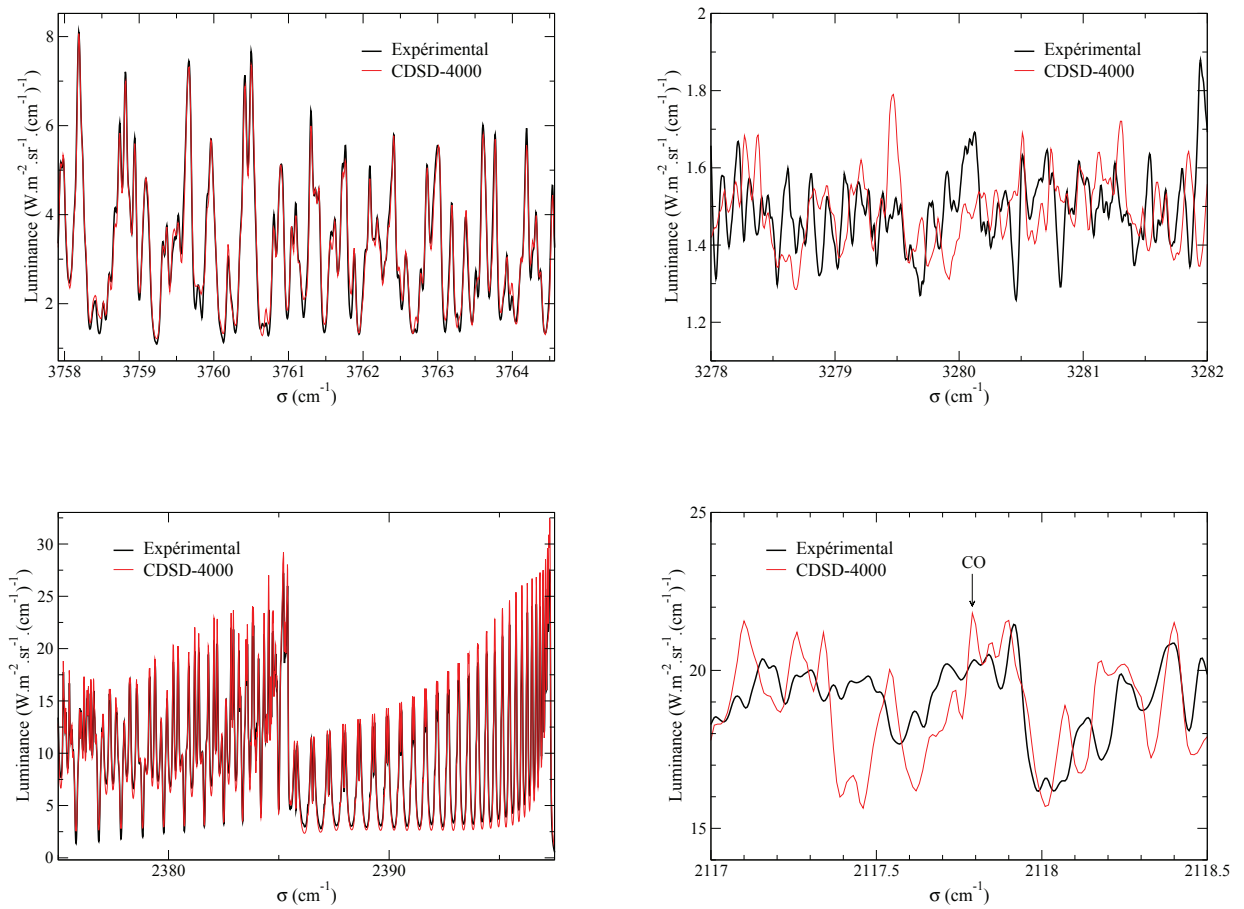 8
6
4
2
Luminance (W.m-2.sr-1.(cm-1)-1)
Expérimental
CDSD-4000
3758
3759
3760
3761
3762
3763
3764
σ (cm-1)
2
1.8
1.6
1.4
1.2
Luminance (W.m-2.sr-1.(cm-1)-1)
Expérimental
CDSD-4000
3278
3279
3280
3281
3282
σ (cm-1)
30
25
20
15
10
5
0
Luminance (W.m-2.sr-1.(cm-1)-1)
Expérimental
CDSD-4000
2380
2390
σ (cm-1)
25
20
15
Luminance (W.m-2.sr-1.(cm-1)-1)
Expérimental
CDSD-4000
CO
2117
2117.5
2118
2118.5
σ (cm-1)